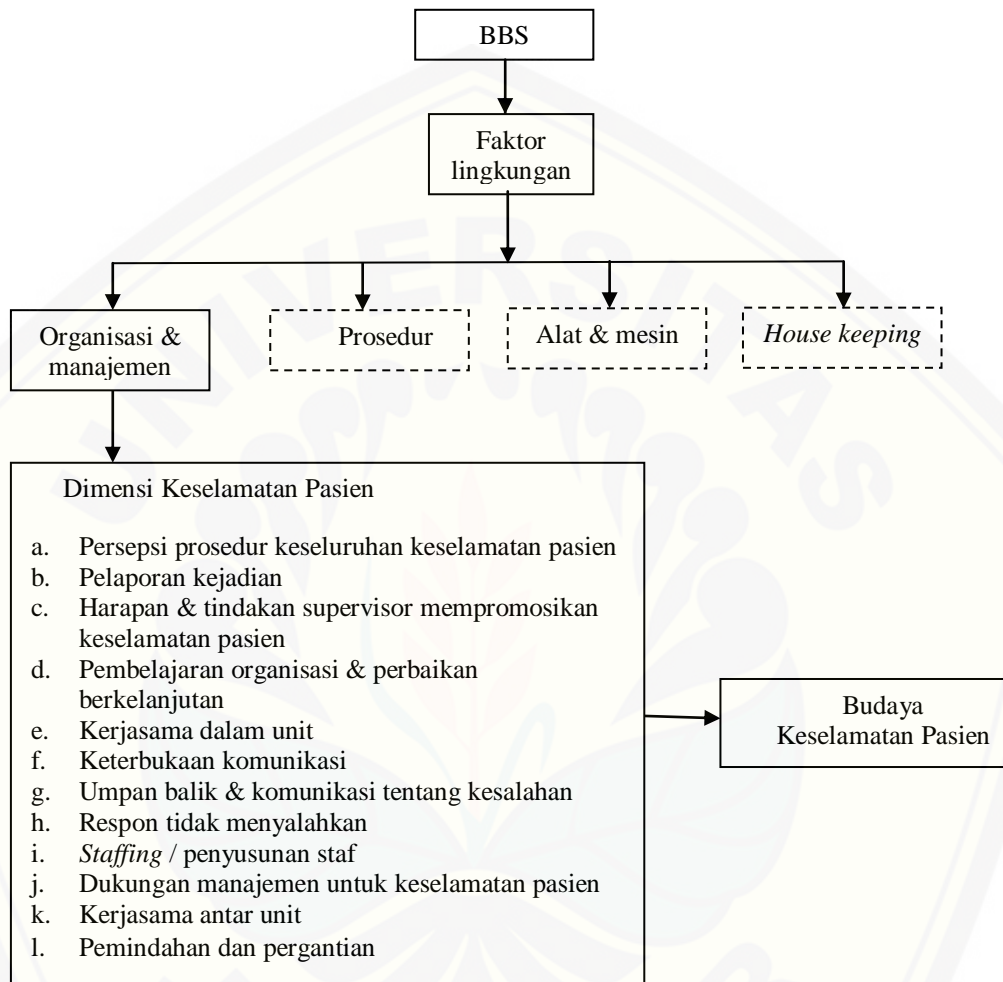 BBS
Faktor
lingkungan
Organisasi &
manajemen
Prosedur
Alat & mesin
House keeping
Dimensi Keselamatan Pasien
a. Persepsi prosedur keseluruhan keselamatan pasien
b. Pelaporan kejadian
c. Harapan & tindakan supervisor mempromosikan
keselamatan pasien
d. Pembelajaran organisasi & perbaikan
berkelanjutan
e. Kerjasama dalam unit
f. Keterbukaan komunikasi
g. Umpan balik & komunikasi tentang kesalahan
h. Respon tidak menyalahkan
i. Staffing / penyusunan staf
j. Dukungan manajemen untuk keselamatan pasien
k. Kerjasama antar unit
l. Pemindahan dan pergantian
Budaya
Keselamatan Pasien
UNIVERSITAS